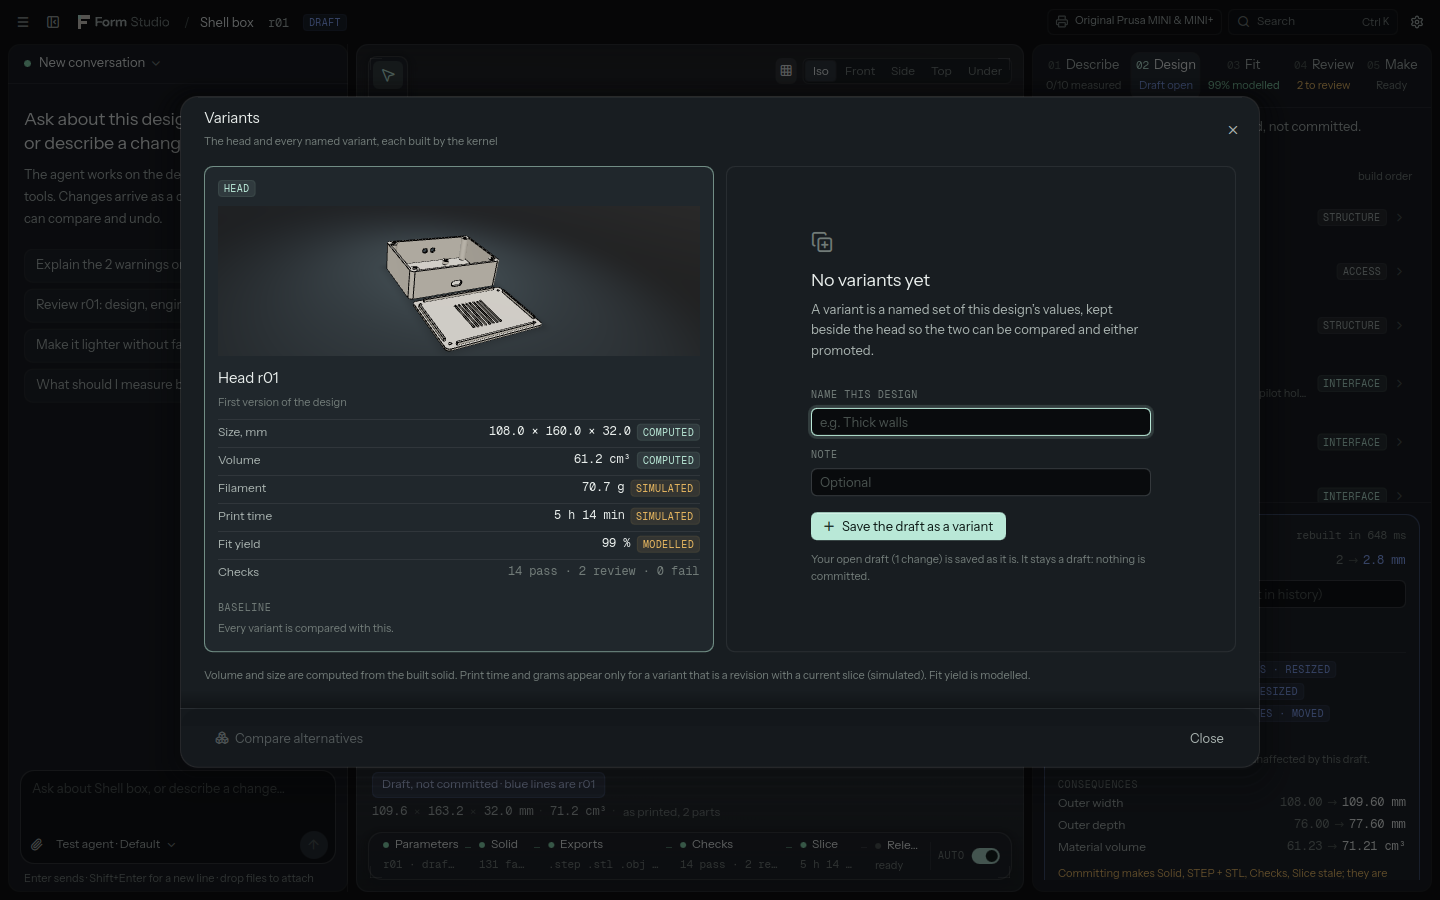 Form Studio / Shell box r01 DRAFT
Original Prusa MINI & MINI+
Search Ctrl K
New conversation
Ask about this desig
or describe a chang
The agent works on the de
tools. Changes arrive as a c
can compare and undo.
Explain the 2 warnings o
Review r01: design, engin
Make it lighter without fa
What should I measure b
Iso Front Side Top Under
01 Describe 02 Design 03 Fit 04 Review 05 Make
0/10 measured Draft open 99% modelled 2 to review Ready
d, not committed.
build order
STRUCTURE
ACCESS
STRUCTURE
pilot hol…
INTERFACE
INTERFACE
INTERFACE
Variants
The head and every named variant, each built by the kernel
HEAD
Head r01
First version of the design
Size, mm 108.0 × 160.0 × 32.0 COMPUTED
Volume 61.2 cm³ COMPUTED
Filament 70.7 g SIMULATED
Print time 5 h 14 min SIMULATED
Fit yield 99 % MODELLED
Checks 14 pass · 2 review · 0 fail
BASELINE
Every variant is compared with this.
No variants yet
A variant is a named set of this design's values, kept
beside the head so the two can be compared and either
promoted.
NAME THIS DESIGN
e.g. Thick walls
NOTE
Optional
+ Save the draft as a variant
Your open draft (1 change) is saved as it is. It stays a draft: nothing is
committed.
Volume and size are computed from the built solid. Print time and grams appear only for a variant that is a revision with a current slice (simulated). Fit yield is modelled.
Compare alternatives
Close
rebuilt in 648 ms
2 → 2.8 mm
t in history)
S · RESIZED
ESIZED
ES · MOVED
naffected by this draft.
CONSEQUENCES
Outer width 108.00 → 109.60 mm
Outer depth 76.00 → 77.60 mm
Material volume 61.23 → 71.21 cm³
Committing makes Solid, STEP + STL, Checks, Slice stale; they are
Draft, not committed · blue lines are r01
109.6 × 163.2 × 32.0 mm 71.2 cm³ as printed, 2 parts
Parameters … Solid … Exports … Checks … Slice … Rele…
r01 · draf… 131 fa… .step .stl .obj … 14 pass · 2 re… 5 h 14 … ready
AUTO
Ask about Shell box, or describe a change…
Test agent · Default
Enter sends · Shift+Enter for a new line · drop files to attach